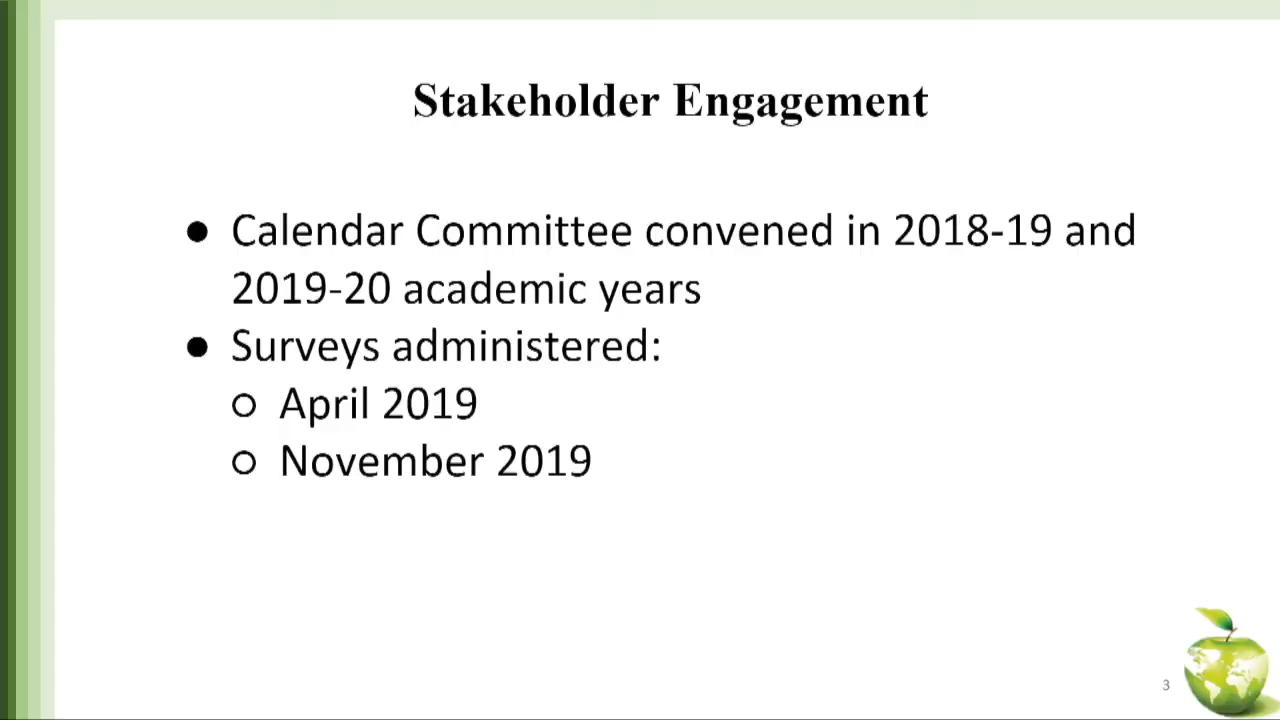 Stakeholder Engagement
● Calendar Committee convened in 2018-19 and
2019-20 academic years
● Surveys administered:
○ April 2019
○ November 2019
3